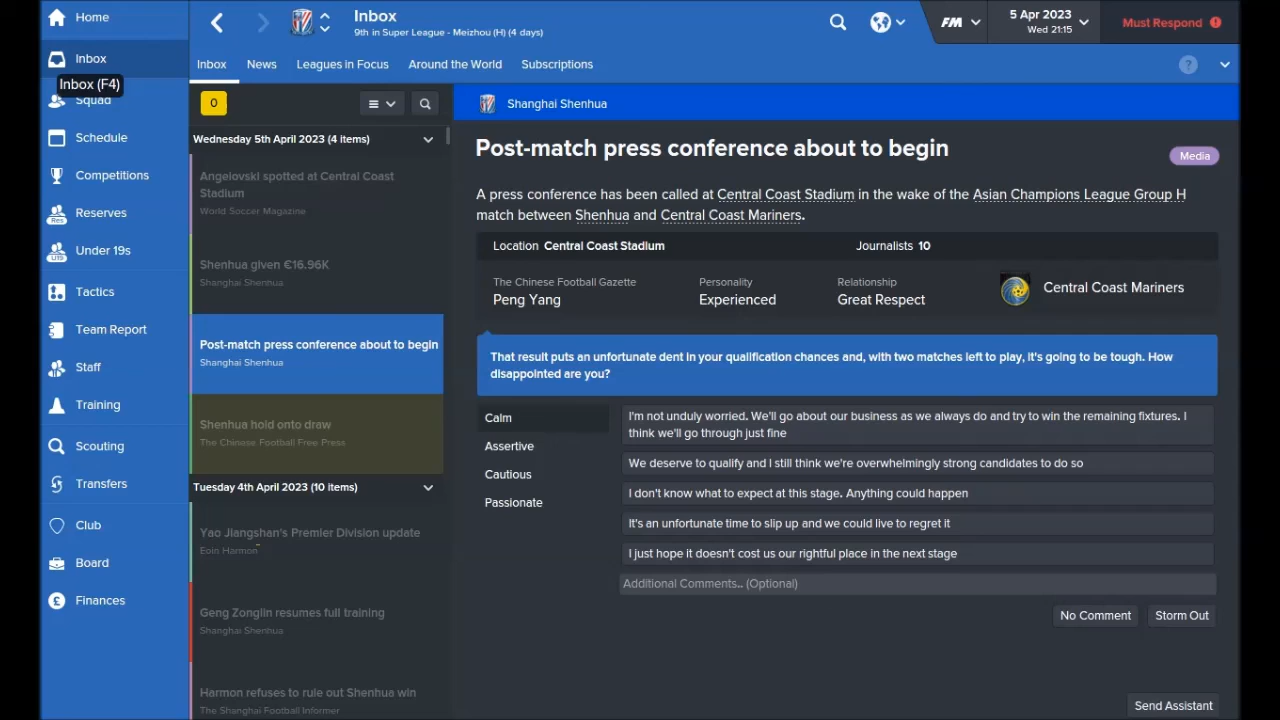 Home
Inbox
Inbox (F4)
Squad
Schedule
Competitions
Res
Reserves
U19
Under 19s
Tactics
Team Report
Staff
Training
Scouting
Transfers
Club
Board
£
Finances
Inbox
9th in Super League - Meizhou (H) (4 days)
FM
5 Apr 2023
Wed 21:15
Must Respond !
Inbox News Leagues in Focus Around the World Subscriptions
?
0
Wednesday 5th April 2023 (4 items)
Angelovski spotted at Central Coast
Stadium
World Soccer Magazine
Shenhua given €16.96K
Shanghai Shenhua
Post-match press conference about to begin
Shanghai Shenhua
Shenhua hold onto draw
The Chinese Football Free Press
Tuesday 4th April 2023 (10 items)
Yao Jiangshan's Premier Division update
Eoin Harmon
Geng Zonglin resumes full training
Shanghai Shenhua
Harmon refuses to rule out Shenhua win
The Shanghai Football Informer
Shanghai Shenhua
Post-match press conference about to begin
Media
A press conference has been called at Central Coast Stadium in the wake of the Asian Champions League Group H
match between Shenhua and Central Coast Mariners.
Location Central Coast Stadium
Journalists 10
The Chinese Football Gazette
Peng Yang
Personality
Experienced
Relationship
Great Respect
Central Coast Mariners
That result puts an unfortunate dent in your qualification chances and, with two matches left to play, it's going to be tough. How
disappointed are you?
Calm
Assertive
Cautious
Passionate
I'm not unduly worried. We'll go about our business as we always do and try to win the remaining fixtures. I
think we'll go through just fine
We deserve to qualify and I still think we're overwhelmingly strong candidates to do so
I don't know what to expect at this stage. Anything could happen
It's an unfortunate time to slip up and we could live to regret it
I just hope it doesn't cost us our rightful place in the next stage
Additional Comments.. (Optional)
No Comment
Storm Out
Send Assistant